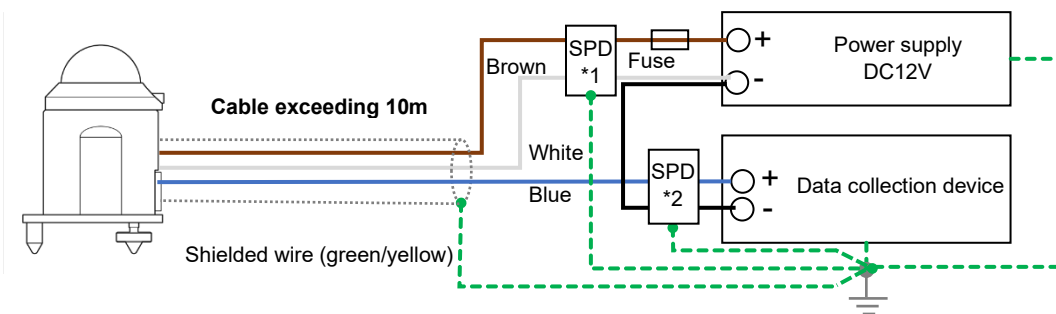 SPD
*1
Brown
Fuse
+
-
Power supply
DC12V
Cable exceeding 10m
White
Blue
SPD
*2
+
-
Data collection device
Shielded wire (green/yellow)